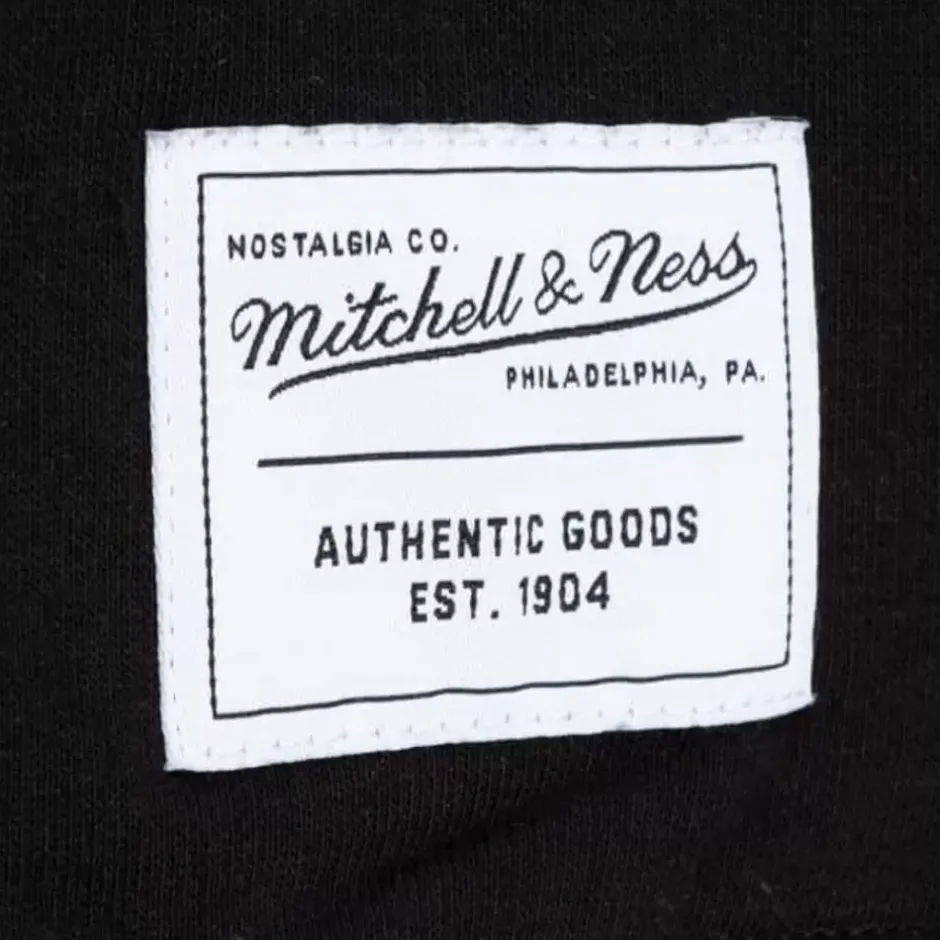 NOSTALGIA CO.
Mitchell & Ness
PHILADELPHIA, PA.
AUTHENTIC GOODS
EST. 1904